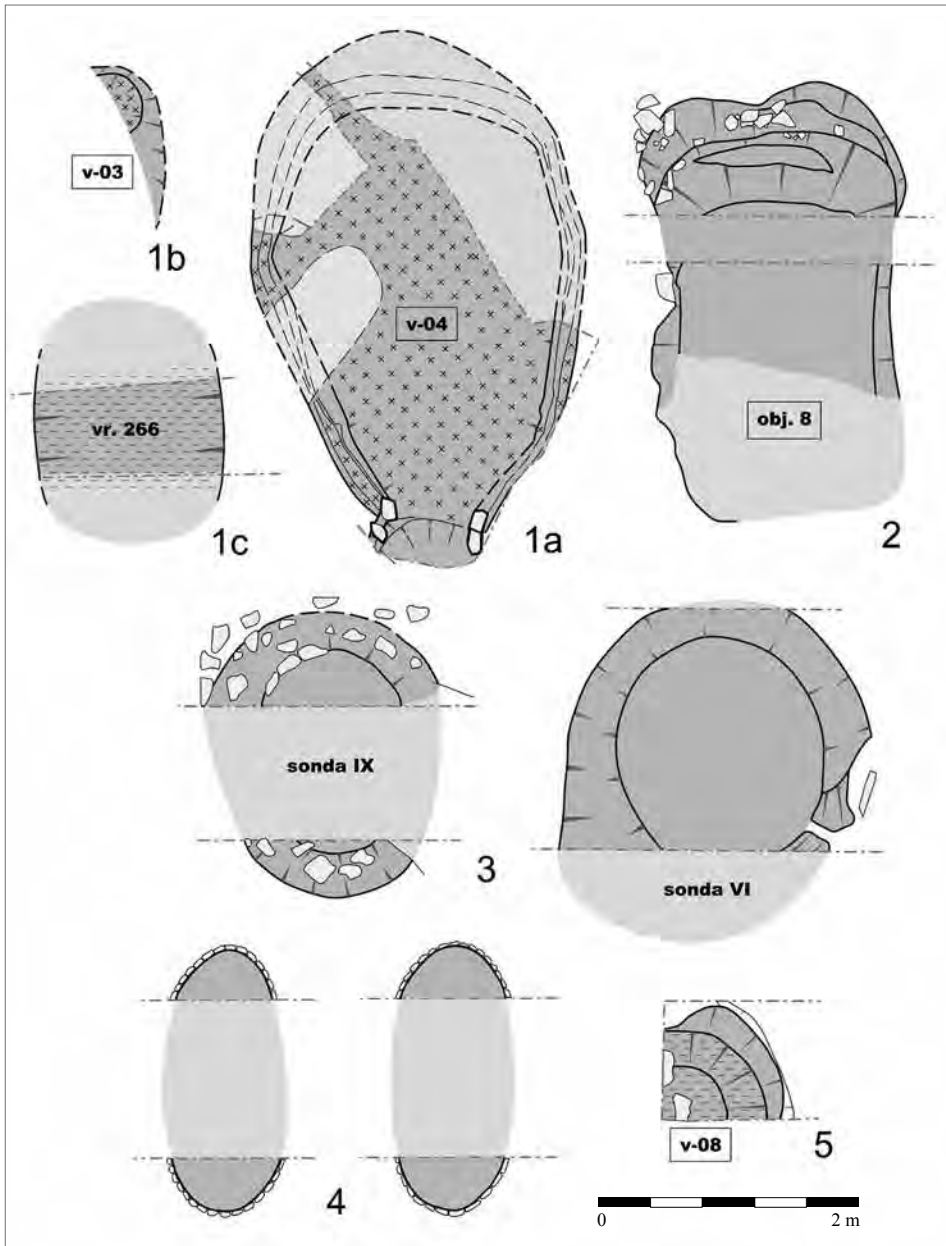 v-03
1b
v-04
vr. 266
obj. 8
1c
1a
2
sonda IX
3
sonda VI
4
v-08
5
0
2 m